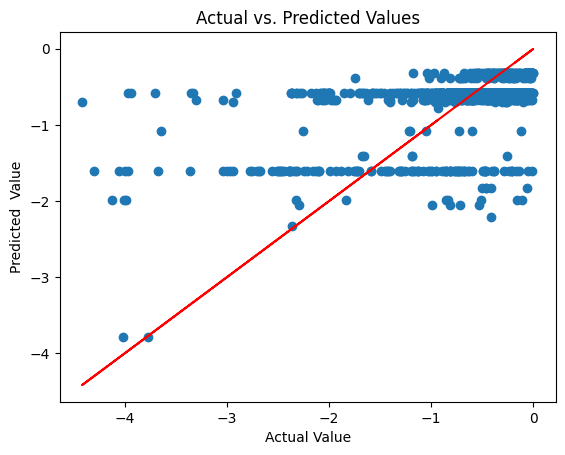 Actual vs. Predicted Values
0
−1
−2
−3
−4
Predicted  Value
−4 −3 −2 −1 0
Actual Value